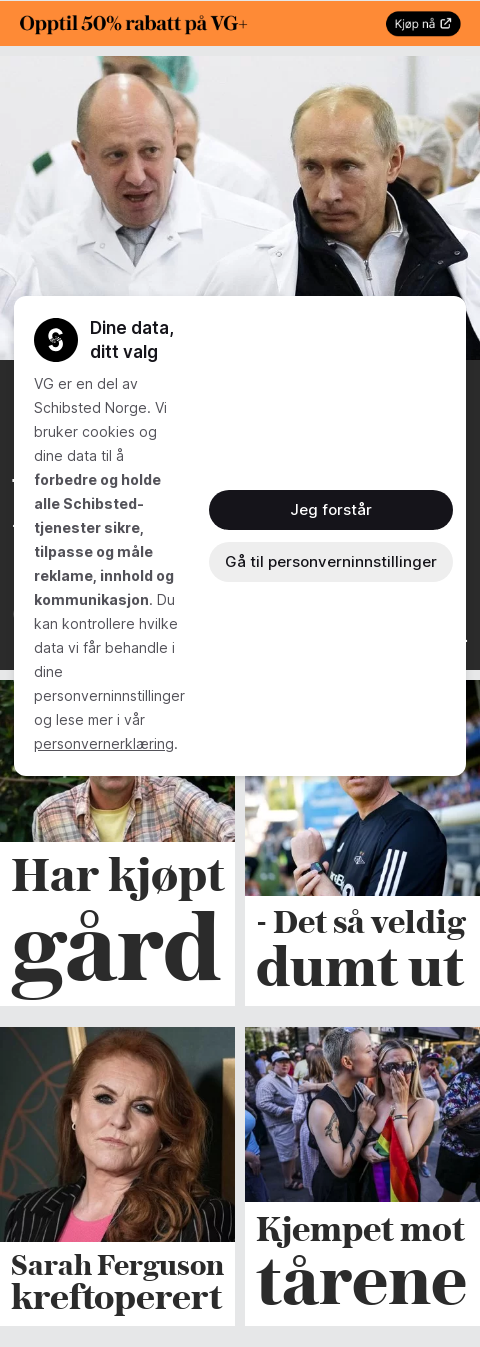 Opptil 50% rabatt på VG+
Kjøp nå
Dine data,
ditt valg
VG er en del av
Schibsted Norge. Vi
bruker cookies og
dine data til å
forbedre og holde
alle Schibsted-
tjenester sikre,
tilpasse og måle
reklame, innhold og
kommunikasjon. Du
kan kontrollere hvilke
data vi får behandle i
dine
personverninnstillinger
og lese mer i vår
personvernerklæring.
Jeg forstår
Gå til personverninnstillinger
Har kjøpt
gård
- Det så veldig
dumt ut
Sarah Ferguson
kreftoperert
Kjempet mot
tårene